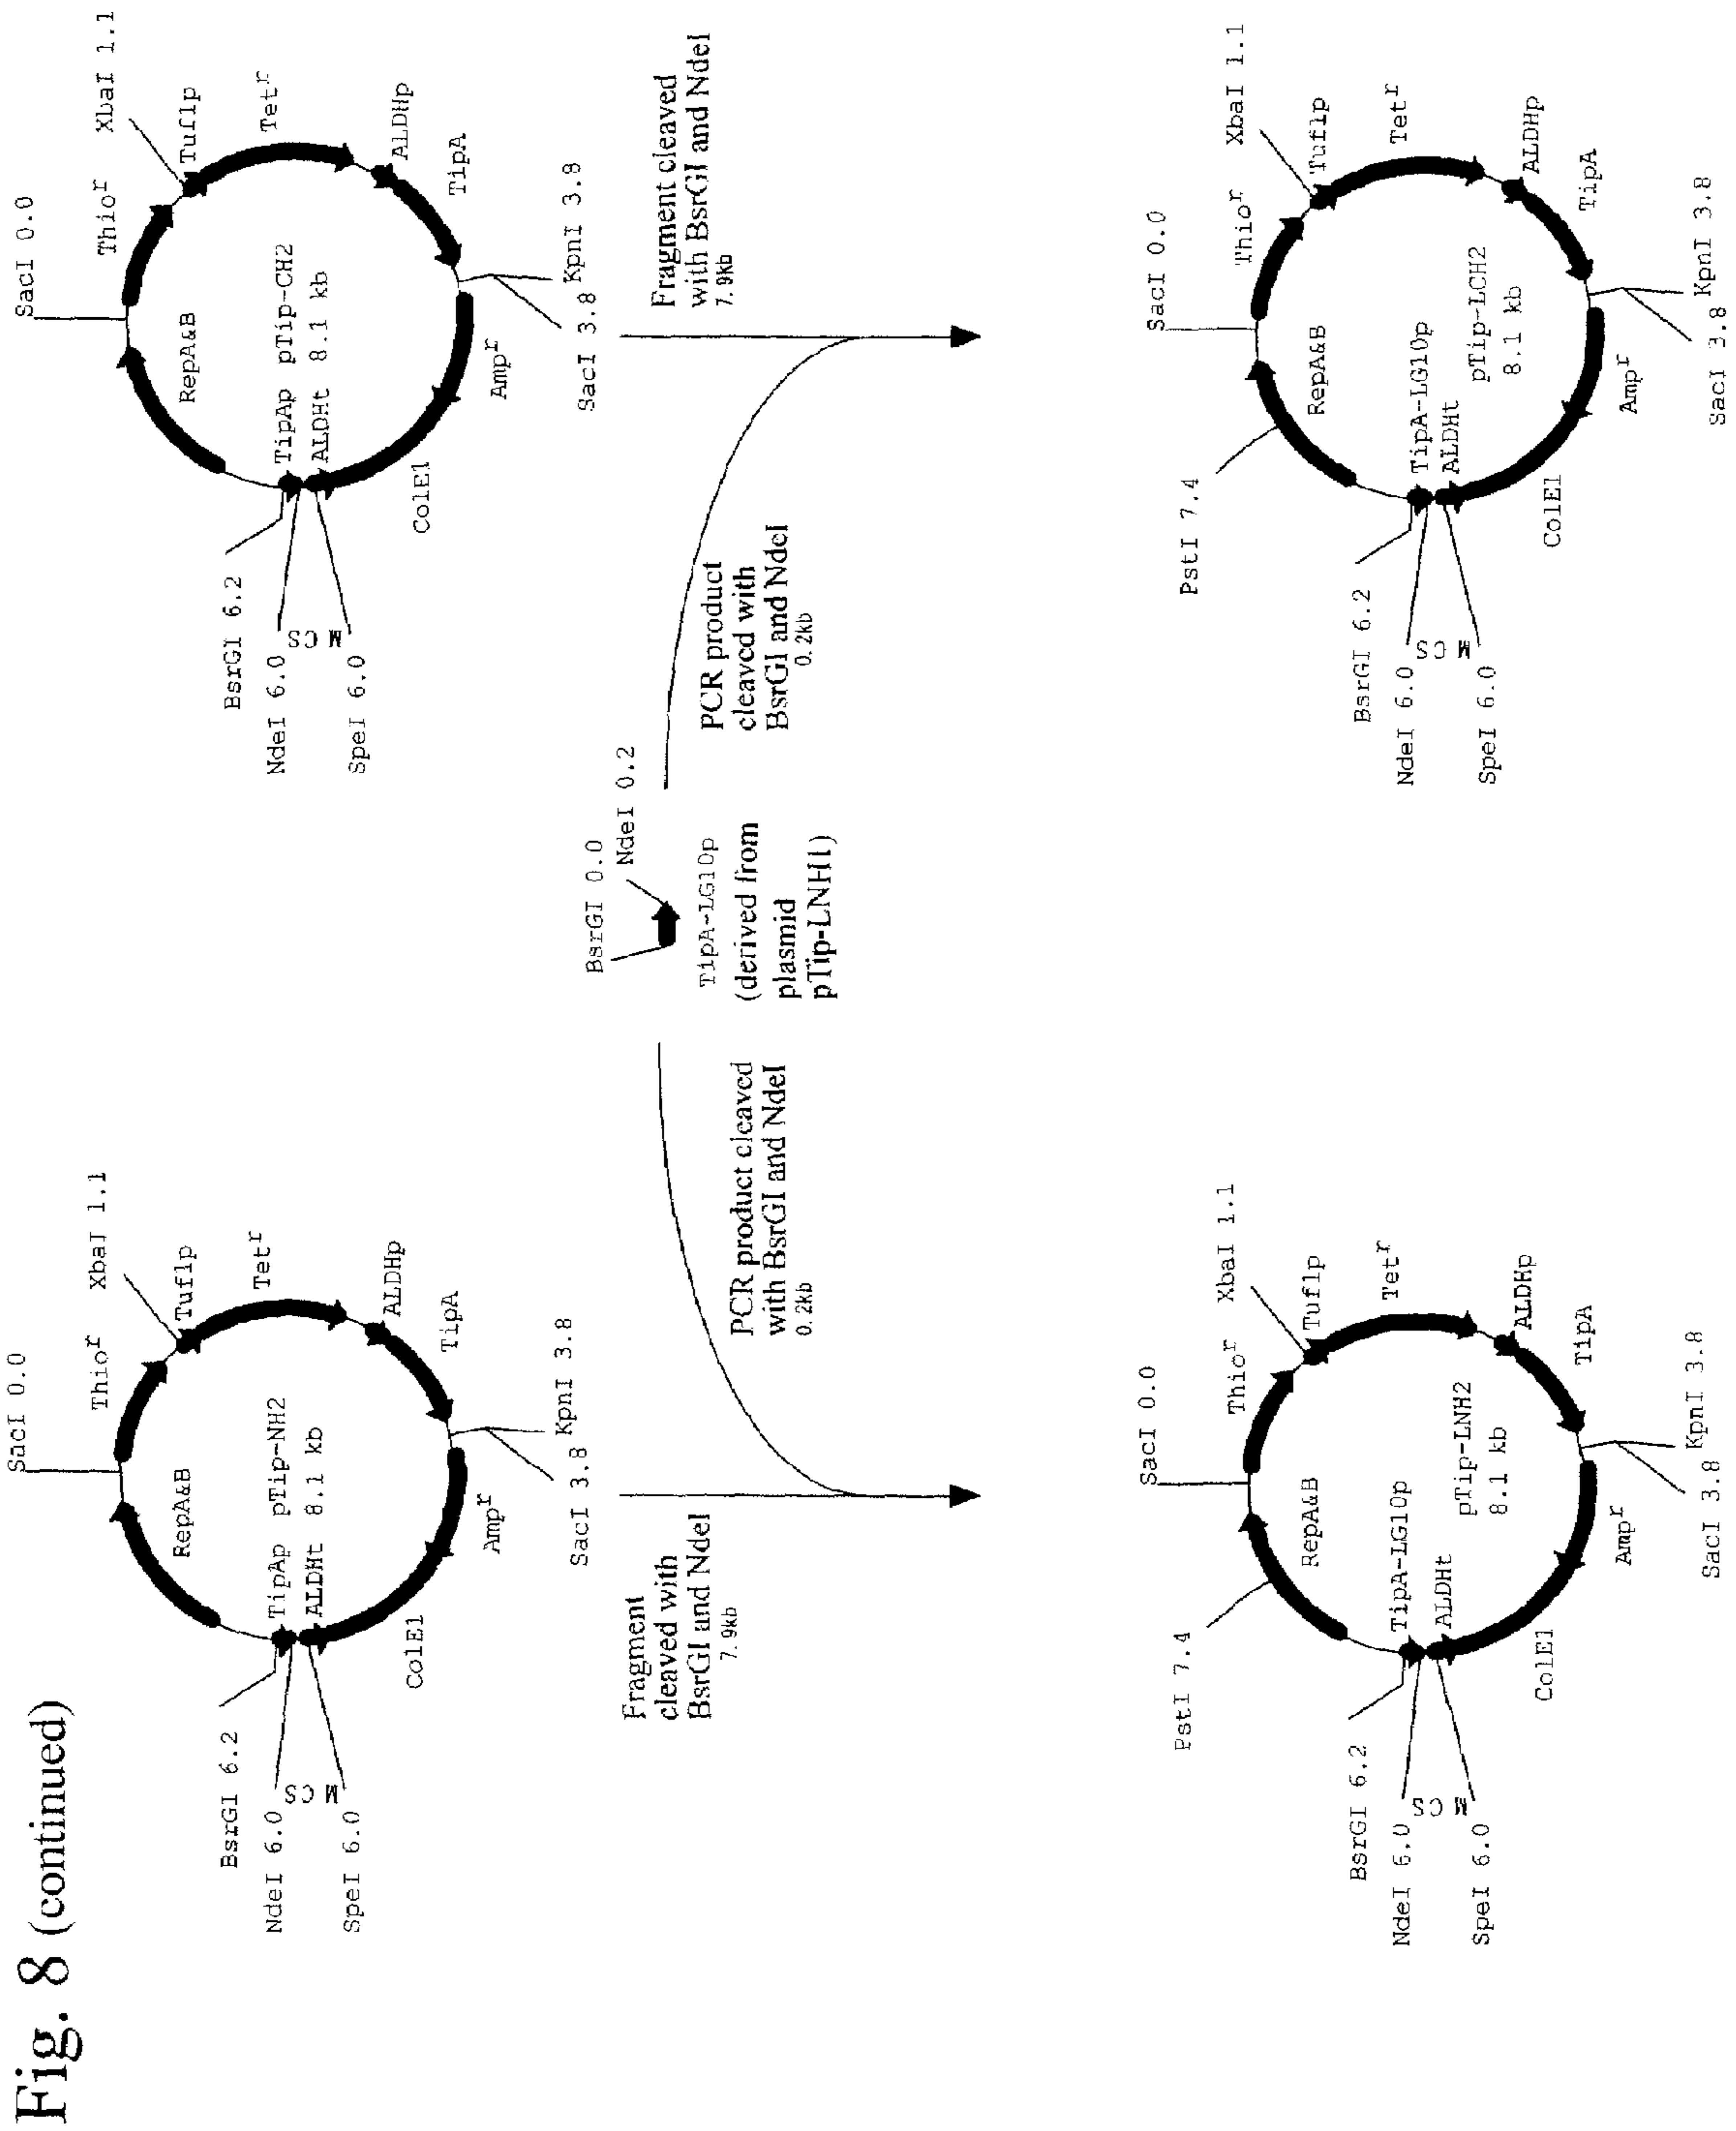 Fig. 8 (continued)
SacI 0.0
XbaI 1.1
Thio^r
Tuf1p
Tet^r
ALDHp
TipA
KpnI 3.8
SacI 3.8
Amp^r
ColE1
RepA&B
TipAp pTip-NH2
ALDHt 8.1 kb
BsrGI 6.2
NdeI 6.0
MCS
SpeI 6.0
SacI 0.0
XbaI 1.1
Thio^r
Tuf1p
Tet^r
ALDHp
TipA
KpnI 3.8
SacI 3.8
Amp^r
ColE1
RepA&B
TipAp pTip-CH2
ALDHt 8.1 kb
BsrGI 6.2
NdeI 6.0
MCS
SpeI 6.0
Fragment
cleaved with
BsrGI and NdeI
7.9kb
PCR product cleaved
with BsrGI and NdeI
0.2kb
BsrGI 0.0
NdeI 0.2
TipA-LG10p
(derived from
plasmid
pTip-LNH1)
PCR product
cleaved with
BsrGI and NdeI
0.2kb
Fragment cleaved
with BsrGI and NdeI
7.9kb
SacI 0.0
XbaI 1.1
Thio^r
Tuf1p
Tet^r
ALDHp
TipA
KpnI 3.8
SacI 3.8
Amp^r
ColE1
PstI 7.4
RepA&B
TipA-LG10p
ALDHt
pTip-LNH2
8.1 kb
BsrGI 6.2
NdeI 6.0
MCS
SpeI 6.0
SacI 0.0
XbaI 1.1
Thio^r
Tuf1p
Tet^r
ALDHp
TipA
KpnI 3.8
SacI 3.8
Amp^r
ColE1
PstI 7.4
RepA&B
TipA-LG10p
ALDHt
pTip-LCH2
8.1 kb
BsrGI 6.2
NdeI 6.0
MCS
SpeI 6.0